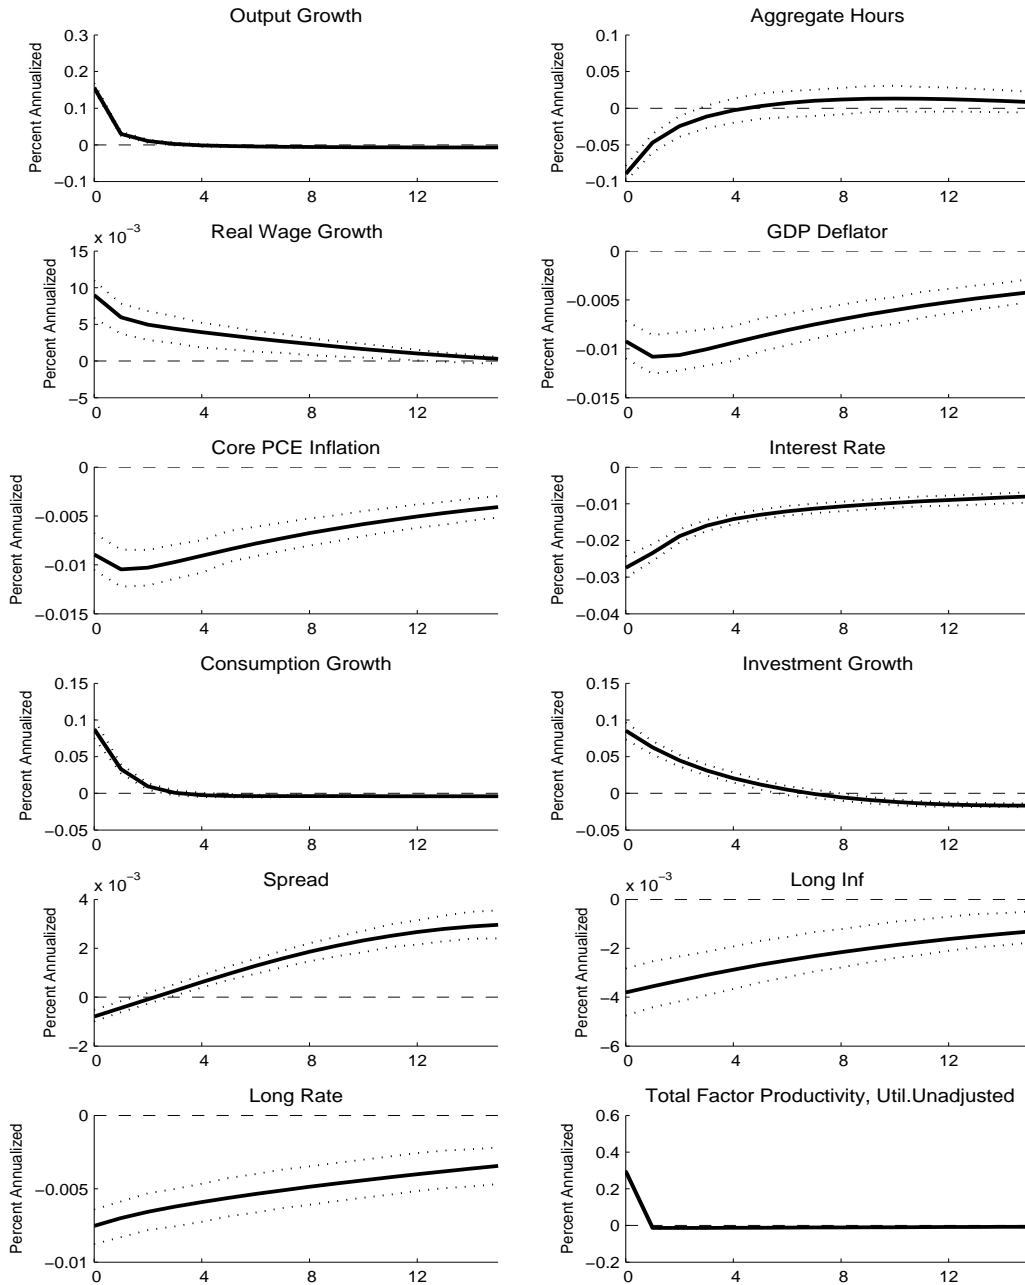 Output Growth
Percent Annualized
0.3
0.2
0.1
0
−0.1
0 4 8 12
Aggregate Hours
Percent Annualized
0.1
0.05
0
−0.05
−0.1
0 4 8 12
Real Wage Growth
x 10−3
Percent Annualized
15
10
5
0
−5
0 4 8 12
GDP Deflator
Percent Annualized
0
−0.005
−0.01
−0.015
0 4 8 12
Core PCE Inflation
Percent Annualized
0
−0.005
−0.01
−0.015
0 4 8 12
Interest Rate
Percent Annualized
0
−0.01
−0.02
−0.03
−0.04
0 4 8 12
Consumption Growth
Percent Annualized
0.15
0.1
0.05
0
−0.05
0 4 8 12
Investment Growth
Percent Annualized
0.15
0.1
0.05
0
−0.05
0 4 8 12
Spread
x 10−3
Percent Annualized
4
2
0
−2
0 4 8 12
Long Inf
x 10−3
Percent Annualized
0
−2
−4
−6
0 4 8 12
Long Rate
Percent Annualized
0
−0.005
−0.01
0 4 8 12
Total Factor Productivity, Util.Unadjusted
Percent Annualized
0.6
0.4
0.2
0
−0.2
0 4 8 12